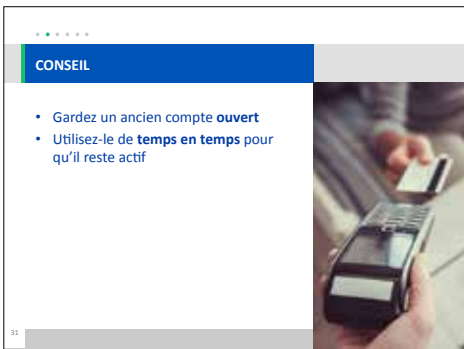 CONSEIL
• Gardez un ancien compte ouvert
• Utilisez-le de temps en temps pour
qu'il reste actif
31